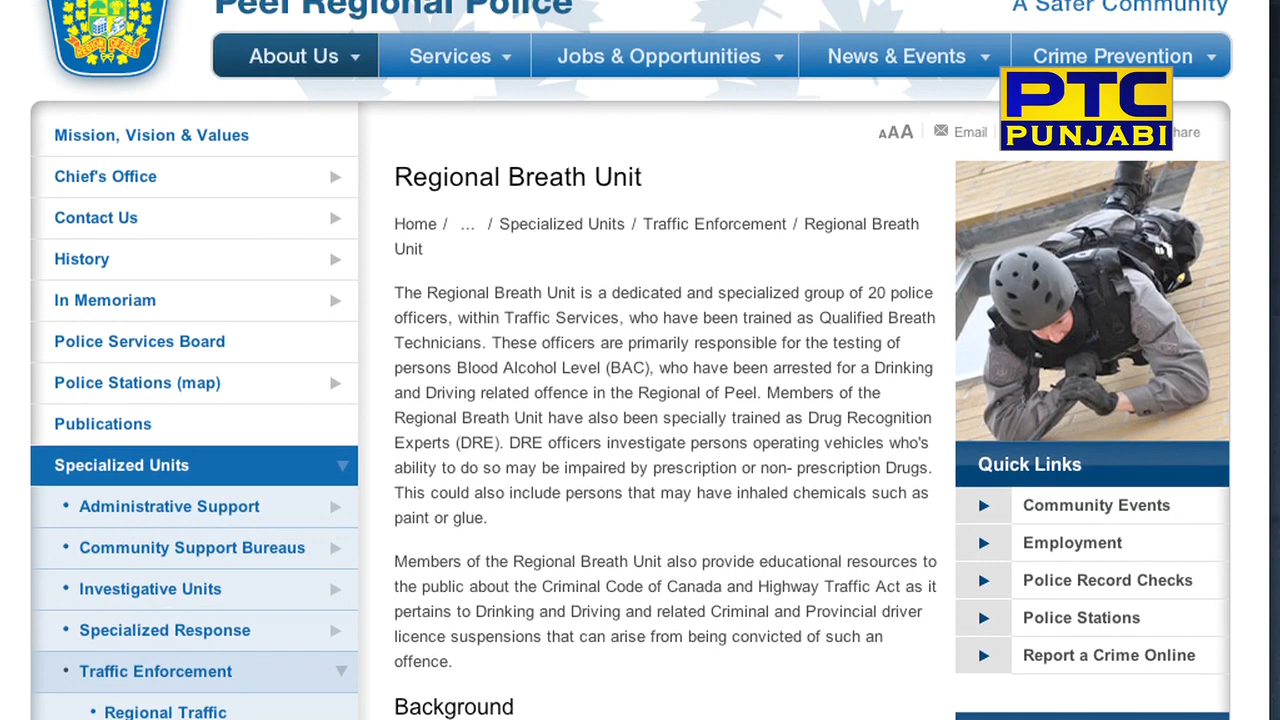 Peel Regional Police
A Safer Community
About Us
Services
Jobs & Opportunities
News & Events
Crime Prevention
PTC
PUNJABI
Mission, Vision & Values
Chief's Office
Contact Us
History
In Memoriam
Police Services Board
Police Stations (map)
Publications
Specialized Units
• Administrative Support
• Community Support Bureaus
• Investigative Units
• Specialized Response
• Traffic Enforcement
• Regional Traffic
AAA
Email
hare
Regional Breath Unit
Home / ... / Specialized Units / Traffic Enforcement / Regional Breath
Unit
The Regional Breath Unit is a dedicated and specialized group of 20 police
officers, within Traffic Services, who have been trained as Qualified Breath
Technicians. These officers are primarily responsible for the testing of
persons Blood Alcohol Level (BAC), who have been arrested for a Drinking
and Driving related offence in the Regional of Peel. Members of the
Regional Breath Unit have also been specially trained as Drug Recognition
Experts (DRE). DRE officers investigate persons operating vehicles who's
ability to do so may be impaired by prescription or non- prescription Drugs.
This could also include persons that may have inhaled chemicals such as
paint or glue.
Members of the Regional Breath Unit also provide educational resources to
the public about the Criminal Code of Canada and Highway Traffic Act as it
pertains to Drinking and Driving and related Criminal and Provincial driver
licence suspensions that can arise from being convicted of such an
offence.
Background
Quick Links
Community Events
Employment
Police Record Checks
Police Stations
Report a Crime Online